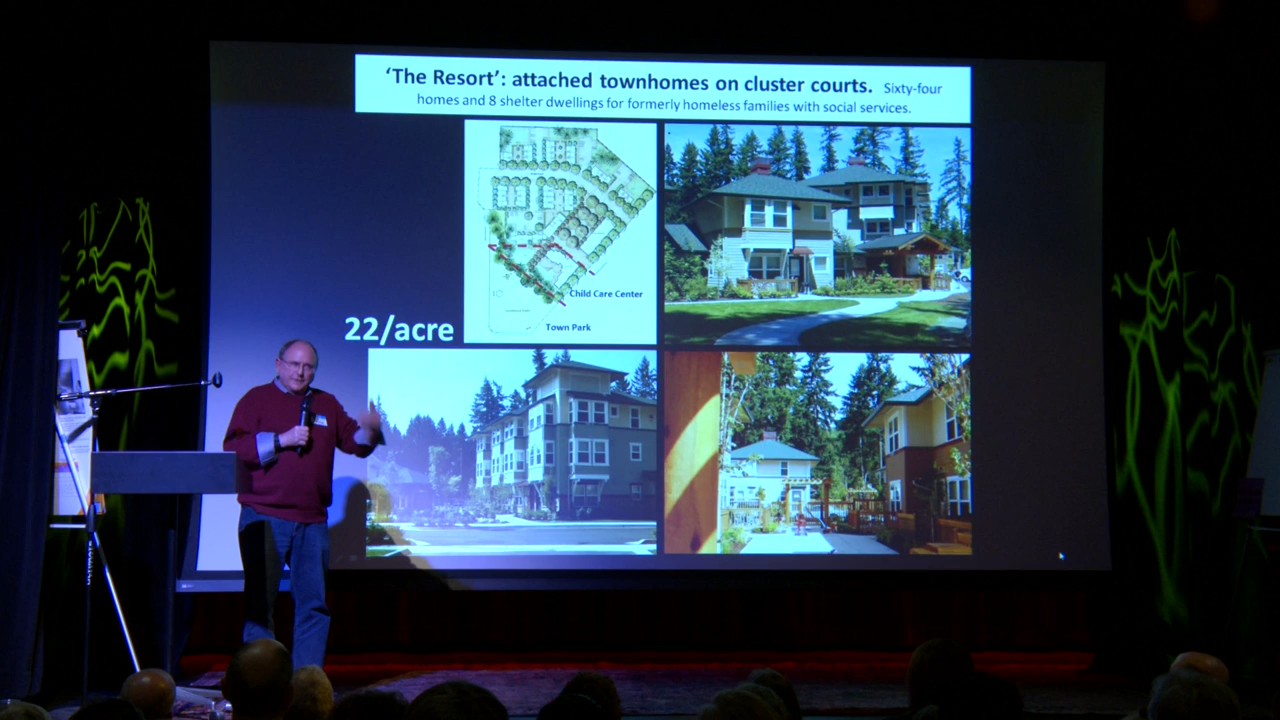 ‘The Resort’: attached townhomes on cluster courts. Sixty-four
homes and 8 shelter dwellings for formerly homeless families with social services.
Child Care Center
Town Park
22/acre